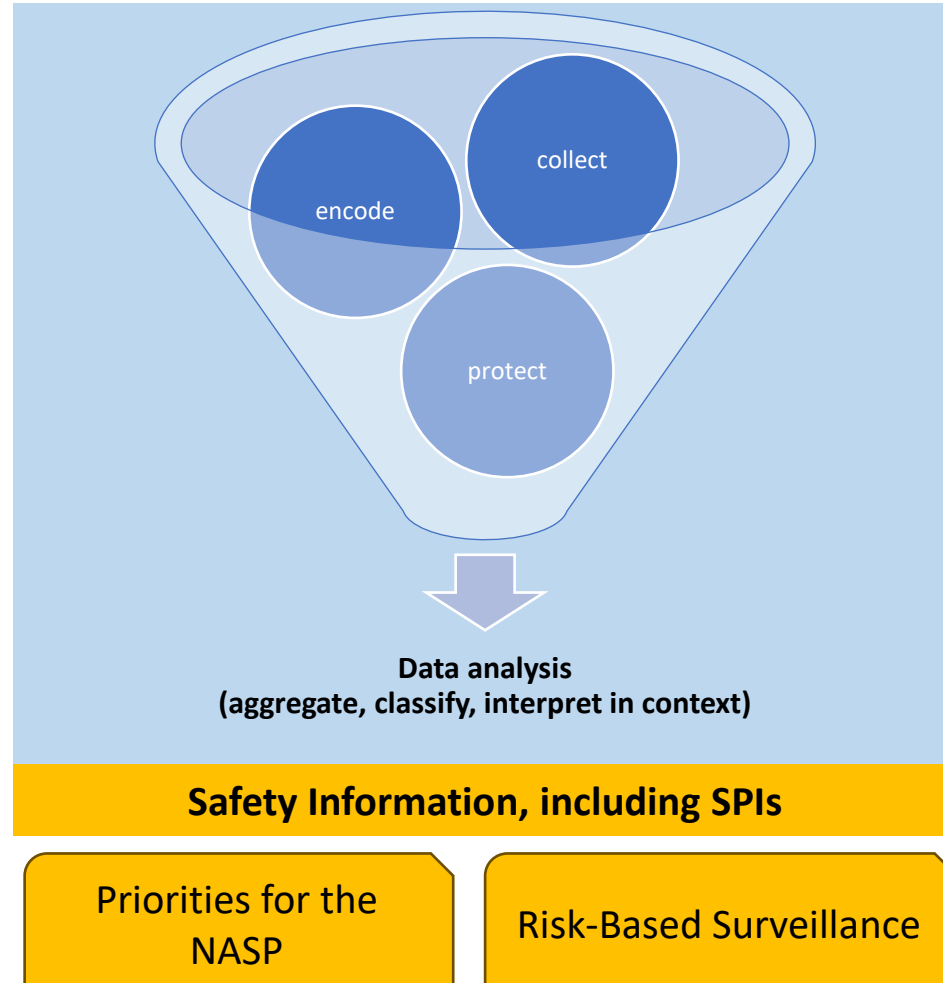 collect
encode
protect
Data analysis
(aggregate, classify, interpret in context)
Safety Information, including SPIs
Priorities for the
NASP
Risk-Based Surveillance